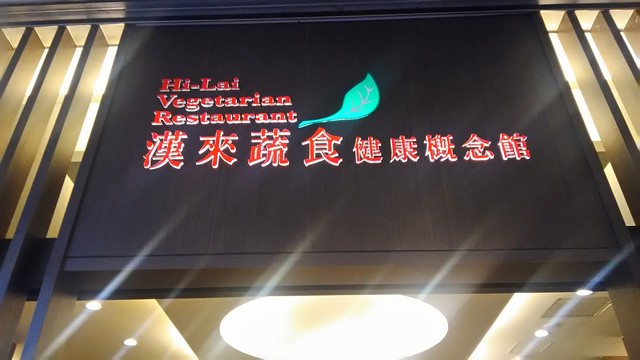 Hi-Lai
Vegetarian
Restaurant
漢來蔬食健康概念館